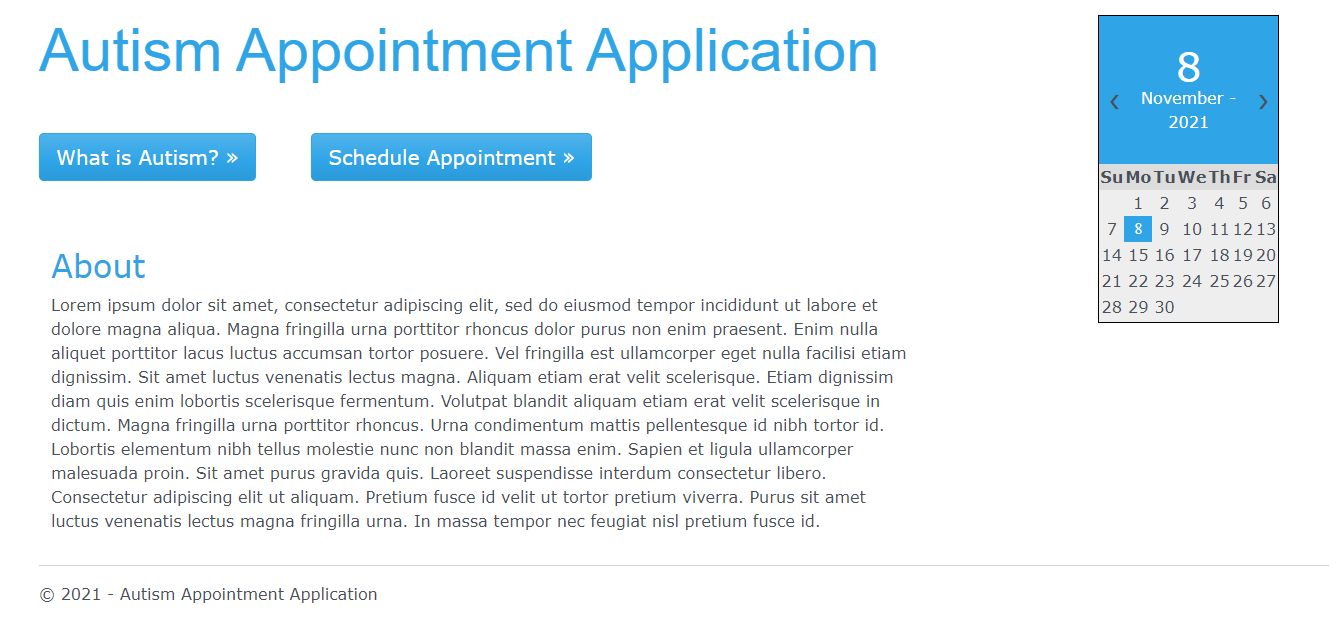 Autism Appointment Application
What is Autism? »
Schedule Appointment »
About
Lorem ipsum dolor sit amet, consectetur adipiscing elit, sed do eiusmod tempor incididunt ut labore et
dolore magna aliqua. Magna fringilla urna porttitor rhoncus dolor purus non enim praesent. Enim nulla
aliquet porttitor lacus luctus accumsan tortor posuere. Vel fringilla est ullamcorper eget nulla facilisi etiam
dignissim. Sit amet luctus venenatis lectus magna. Aliquam etiam erat velit scelerisque. Etiam dignissim
diam quis enim lobortis scelerisque fermentum. Volutpat blandit aliquam etiam erat velit scelerisque in
dictum. Magna fringilla urna porttitor rhoncus. Urna condimentum mattis pellentesque id nibh tortor id.
Lobortis elementum nibh tellus molestie nunc non blandit massa enim. Sapien et ligula ullamcorper
malesuada proin. Sit amet purus gravida quis. Laoreet suspendisse interdum consectetur libero.
Consectetur adipiscing elit ut aliquam. Pretium fusce id velit ut tortor pretium viverra. Purus sit amet
luctus venenatis lectus magna fringilla urna. In massa tempor nec feugiat nisl pretium fusce id.
8
‹ November - ›
2021
Su Mo Tu We Th Fr Sa
1 2 3 4 5 6
7 8 9 10 11 12 13
14 15 16 17 18 19 20
21 22 23 24 25 26 27
28 29 30
© 2021 - Autism Appointment Application